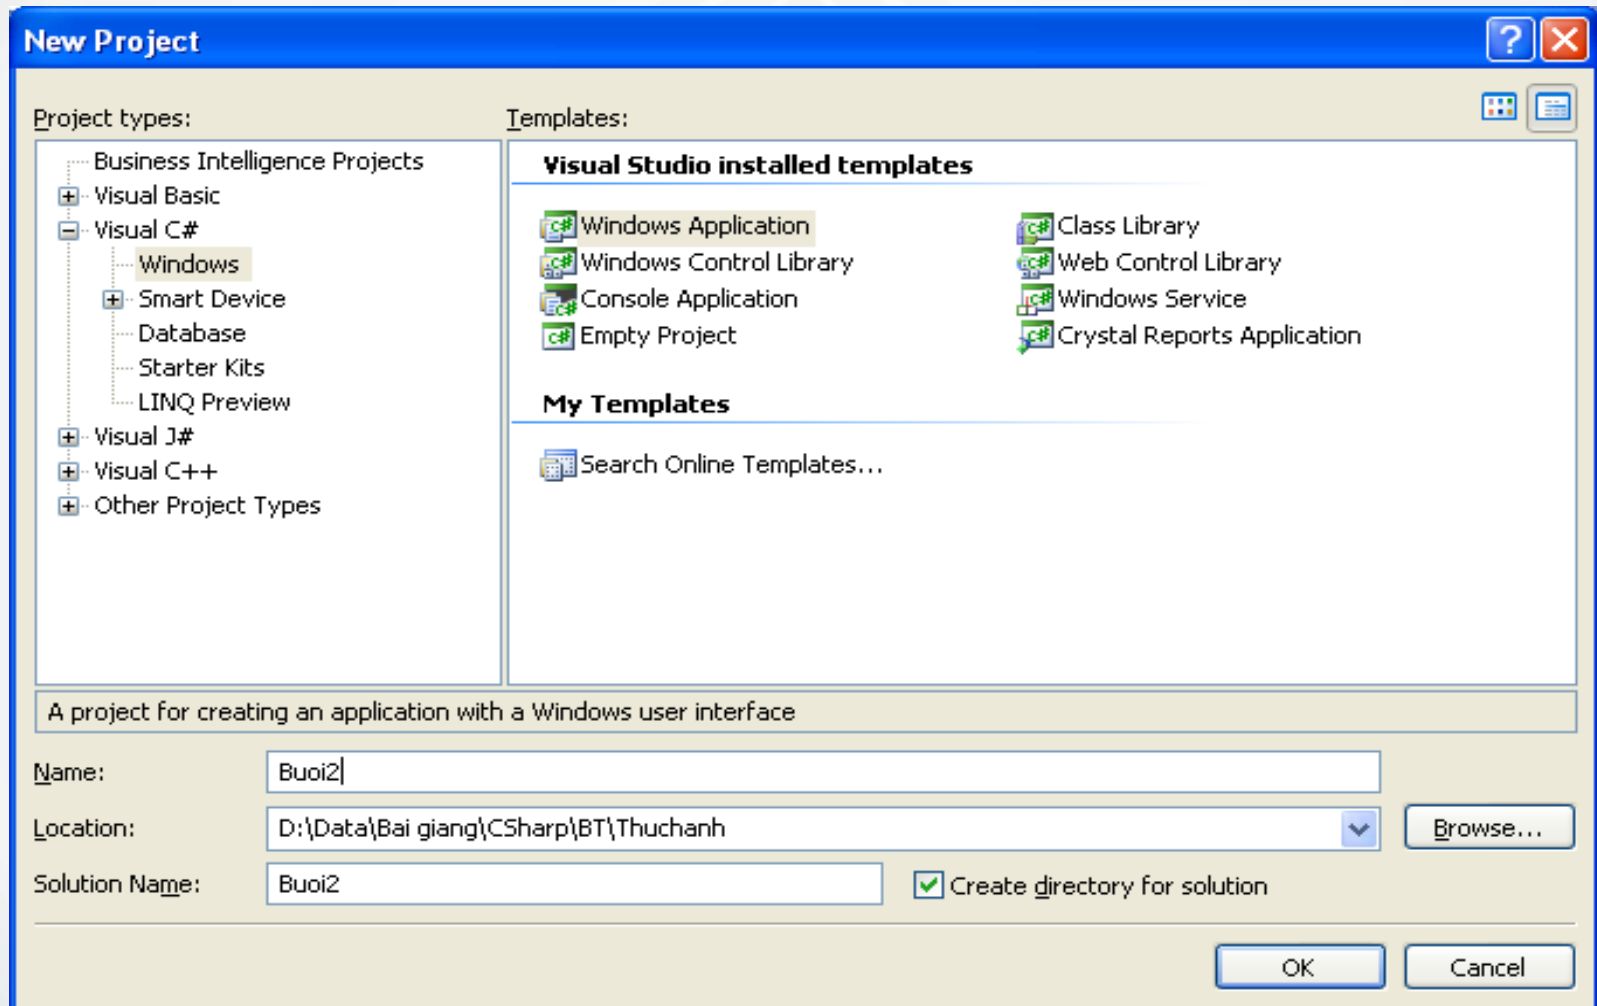 New Project
Project types:
Templates:
Business Intelligence Projects
Visual Basic
Visual C#
Windows
Smart Device
Database
Starter Kits
LINQ Preview
Visual J#
Visual C++
Other Project Types
Visual Studio installed templates
Windows Application
Class Library
Windows Control Library
Web Control Library
Console Application
Windows Service
Empty Project
Crystal Reports Application
My Templates
Search Online Templates...
A project for creating an application with a Windows user interface
Name:
Buoi2
Location:
D:\Data\Bai giang\CSharp\BT\Thuchanh
Browse...
Solution Name:
Buoi2
Create directory for solution
OK
Cancel